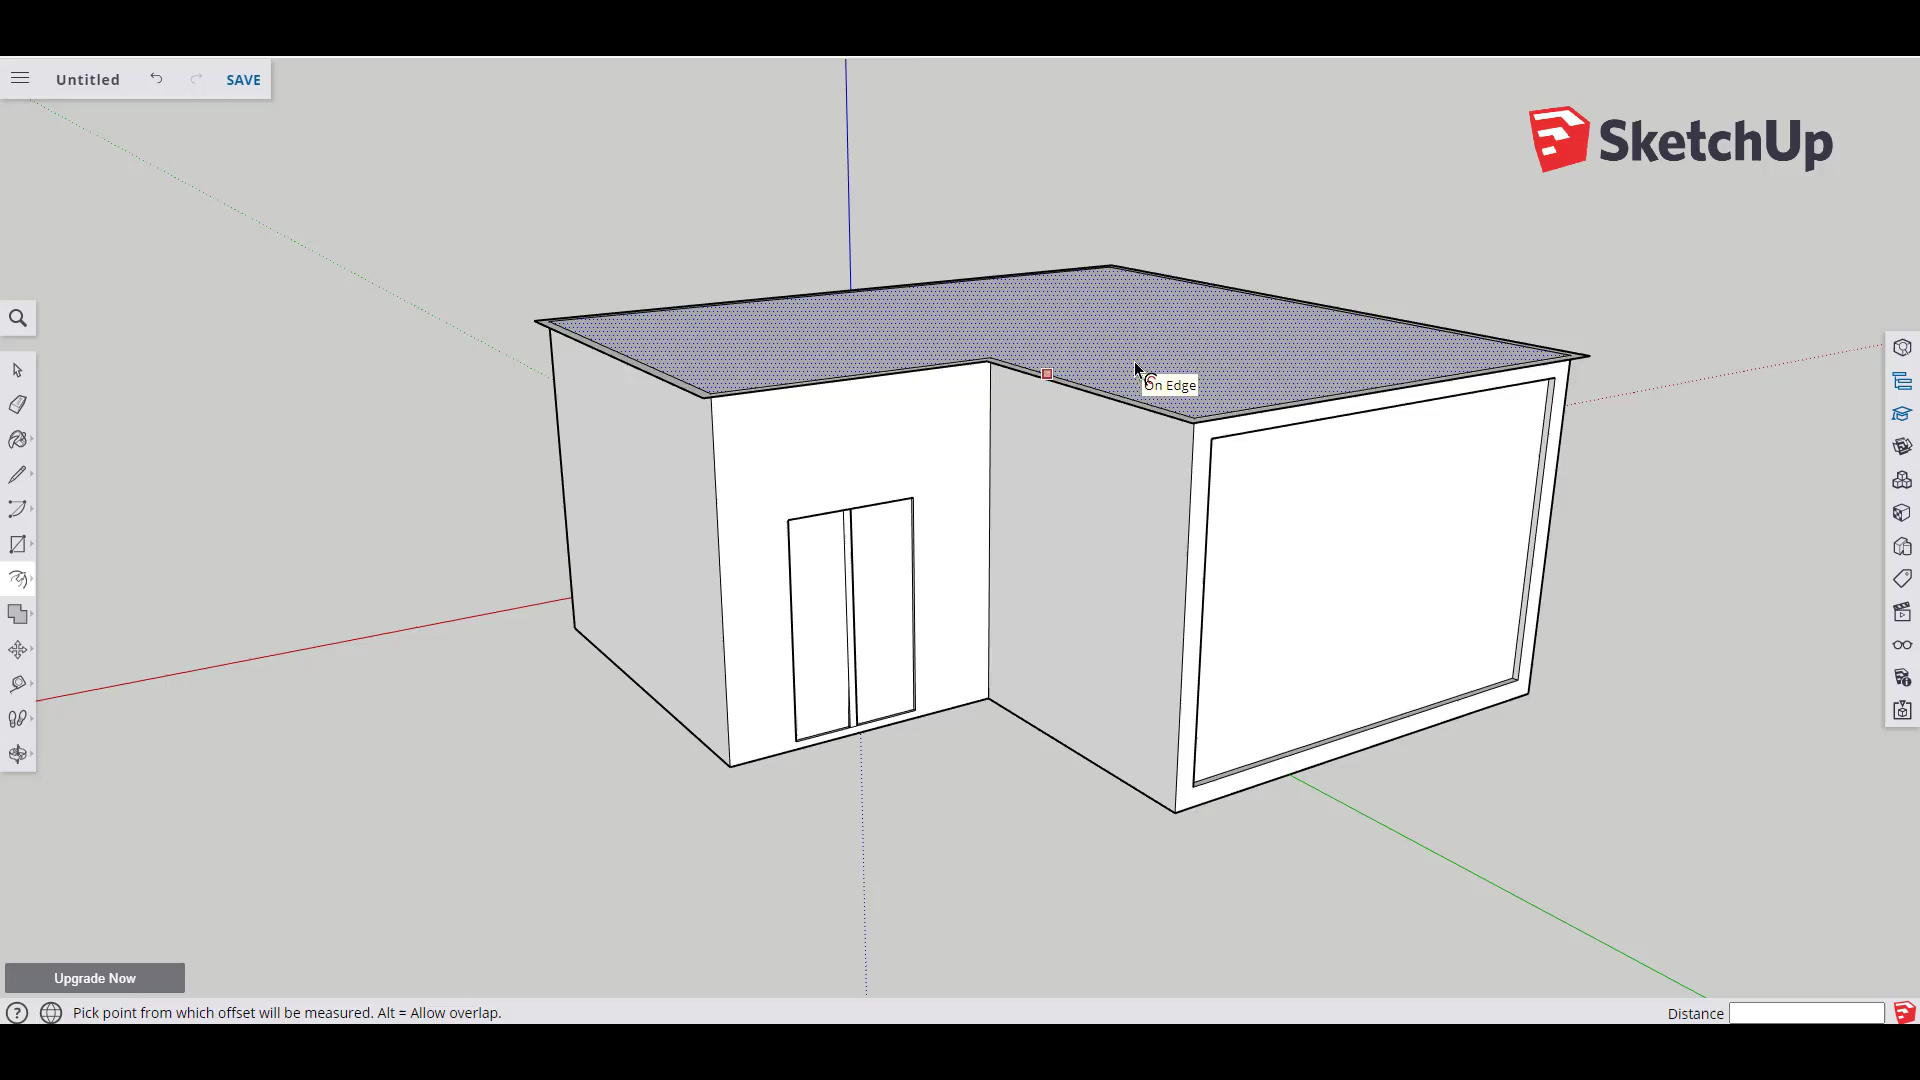 Untitled
SAVE
SketchUp
On Edge
Upgrade Now
Pick point from which offset will be measured. Alt = Allow overlap.
Distance